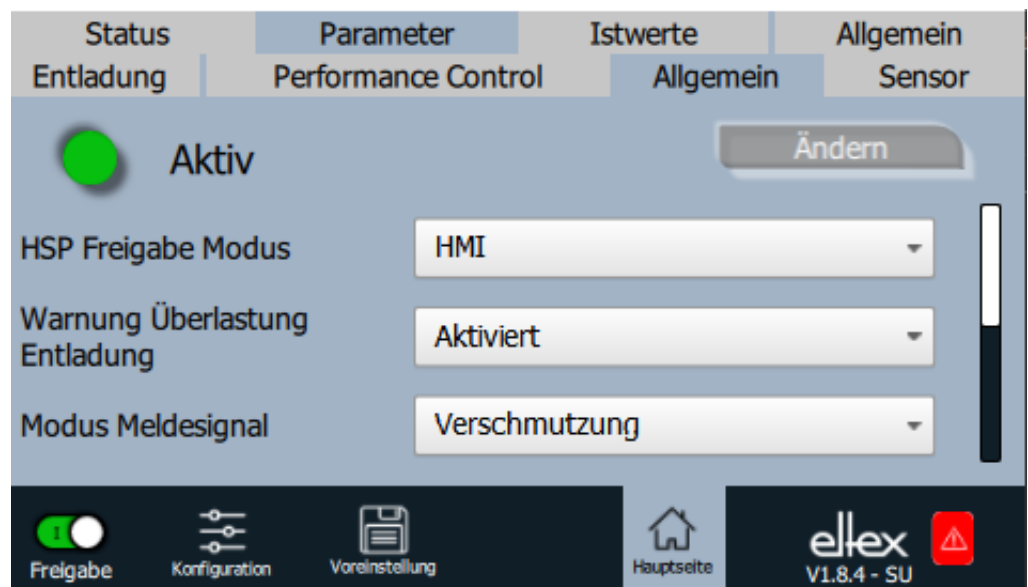 Status Parameter Istwerte Allgemein
Entladung Performance Control Allgemein Sensor
Aktiv
Ändern
HSP Freigabe Modus HMI
Warnung Überlastung
Entladung
Aktiviert
Modus Meldesignal Verschmutzung
I
Freigabe Konfiguration Voreinstellung Hauptseite
eltex
V1.8.4 - SU